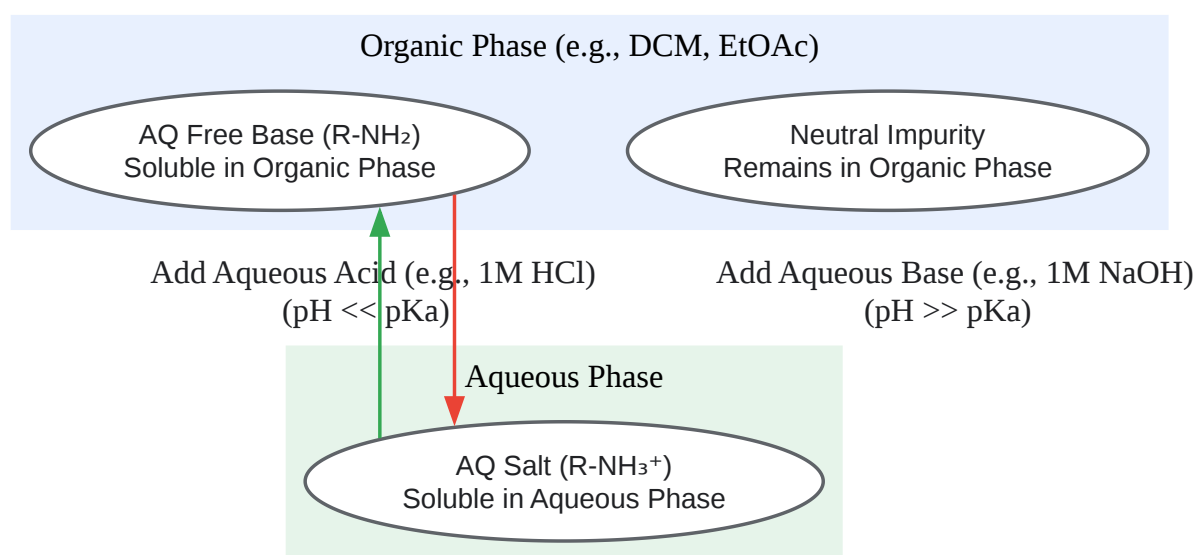 Organic Phase (e.g., DCM, EtOAc)
AQ Free Base (R-NH₂)
Soluble in Organic Phase
Neutral Impurity
Remains in Organic Phase
Add Aqueous Acid (e.g., 1M HCl)
(pH << pKa)
Add Aqueous Base (e.g., 1M NaOH)
(pH >> pKa)
Aqueous Phase
AQ Salt (R-NH₃⁺)
Soluble in Aqueous Phase